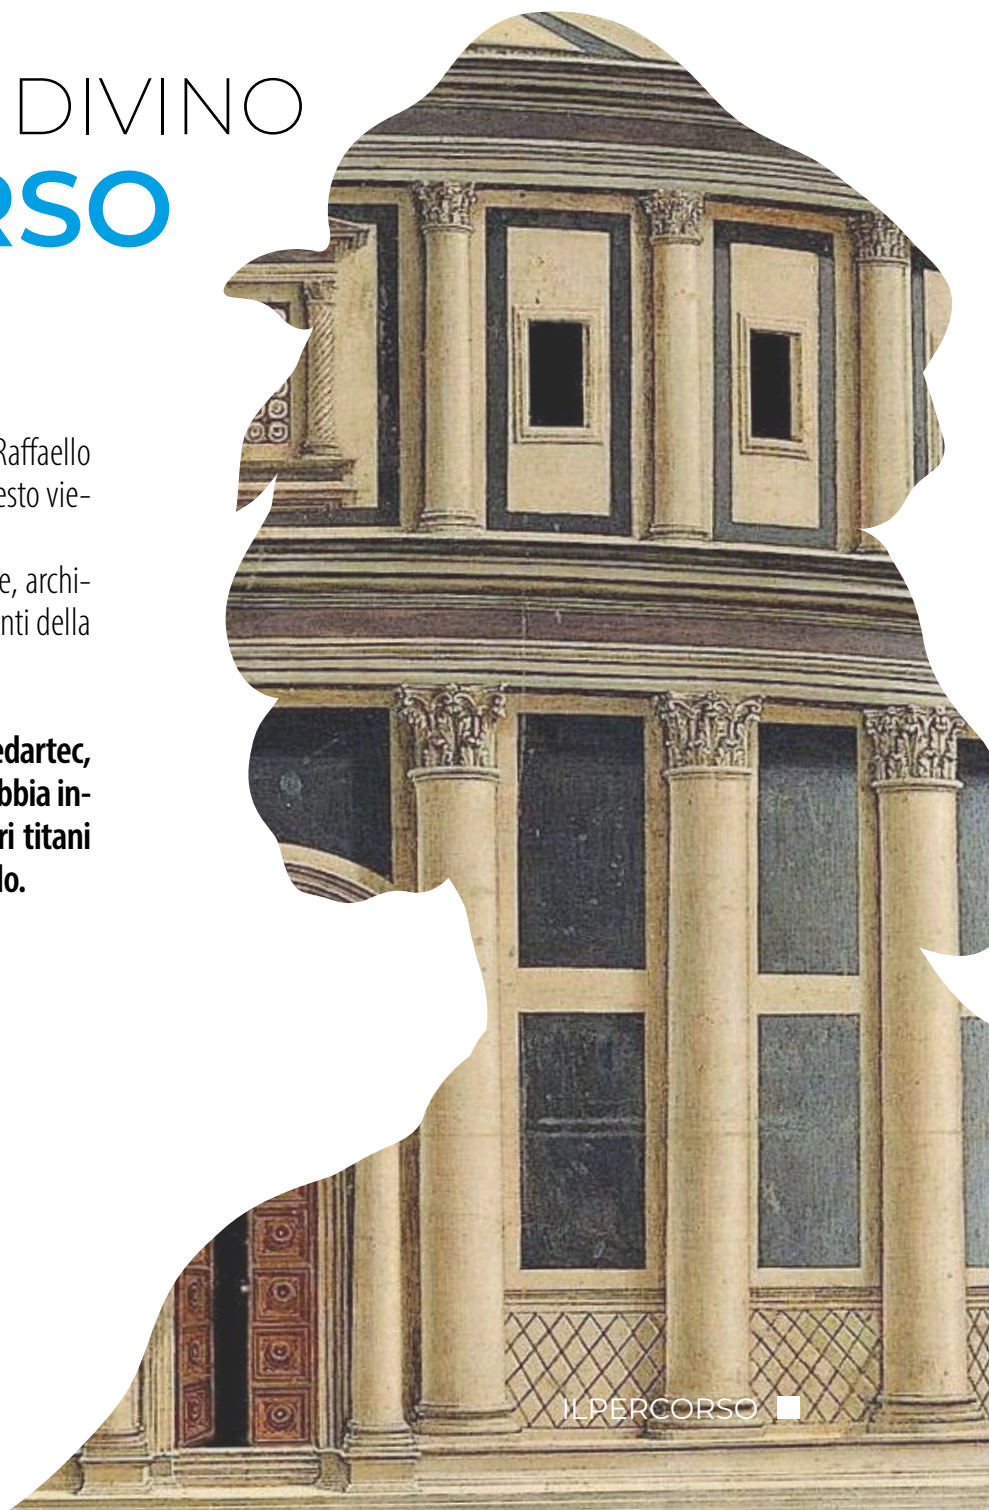 DIVINO
RSO
Raffaello
esto vie-
e, archi-
nti della
edartec,
bbia in-
ri titani
lo.
ILPERCORSO